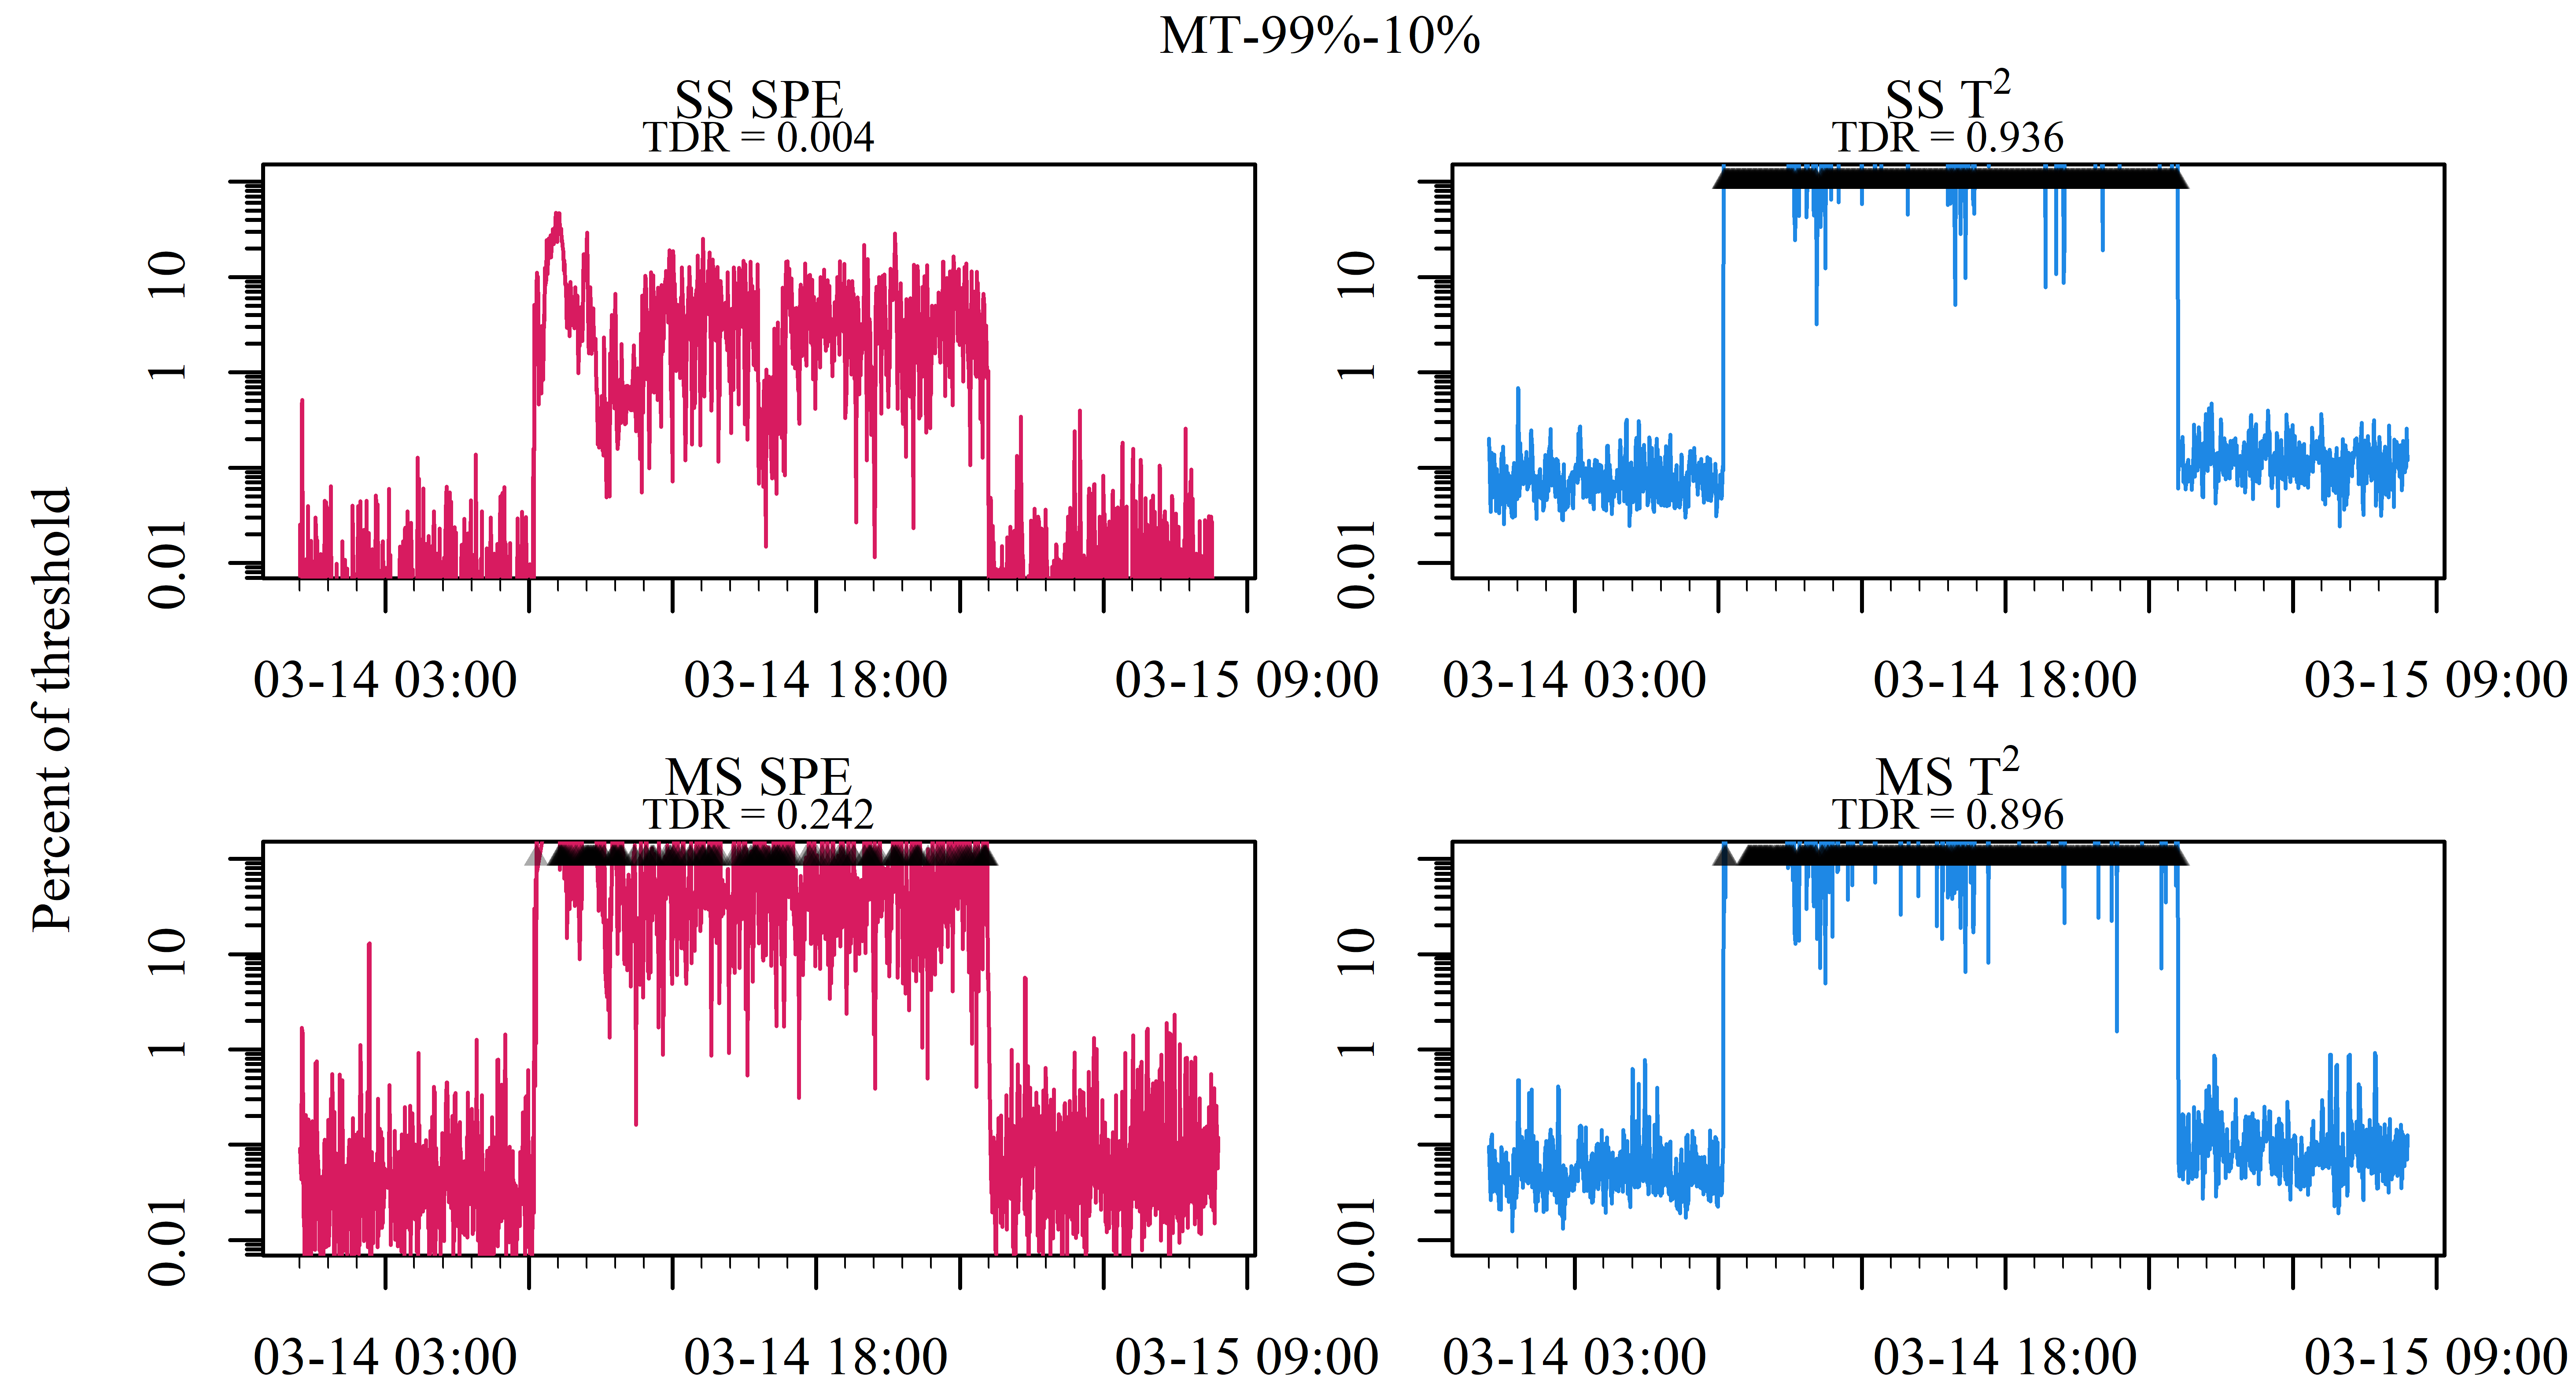 MT-99%-10%
SS SPE
TDR = 0.004
10
1
0.01
03-14 03:00
03-14 18:00
03-15 09:00
SS T²
TDR = 0.936
10
1
0.01
03-14 03:00
03-14 18:00
03-15 09:00
Percent of threshold
MS SPE
TDR = 0.242
10
1
0.01
03-14 03:00
03-14 18:00
03-15 09:00
MS T²
TDR = 0.896
10
1
0.01
03-14 03:00
03-14 18:00
03-15 09:00